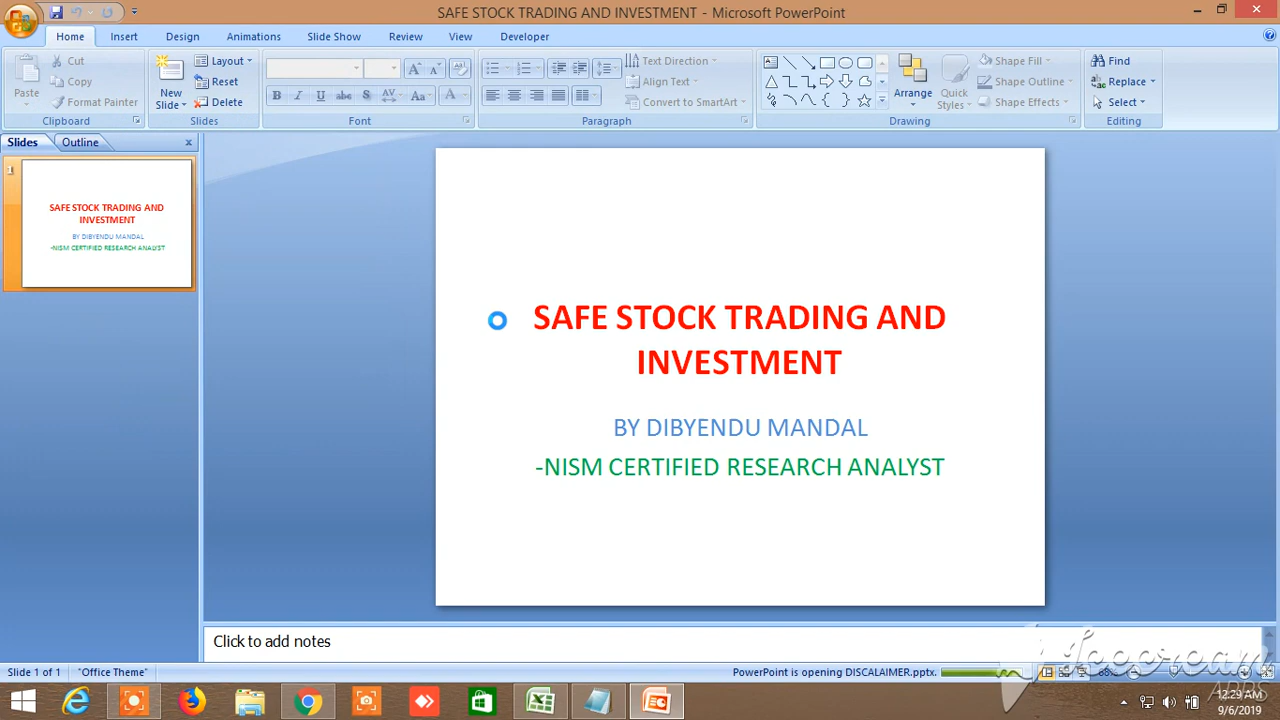 SAFE STOCK TRADING AND INVESTMENT - Microsoft PowerPoint
Home Insert Design Animations Slide Show Review View Developer
Paste
Cut
Copy
Format Painter
Clipboard
New Slide
Layout
Reset
Delete
Slides
B I U abc S AV Aa A
Font
Text Direction
Align Text
Convert to SmartArt
Paragraph
Arrange
Quick Styles
Shape Fill
Shape Outline
Shape Effects
Drawing
Find
Replace
Select
Editing
Slides Outline
1
SAFE STOCK TRADING AND
INVESTMENT
BY DIBYENDU MANDAL
-NISM CERTIFIED RESEARCH ANALYST
SAFE STOCK TRADING AND
INVESTMENT
BY DIBYENDU MANDAL
-NISM CERTIFIED RESEARCH ANALYST
Click to add notes
Slide 1 of 1 "Office Theme" PowerPoint is opening DISCALAIMER.pptx.
APPS
12:29 AM
9/6/2019